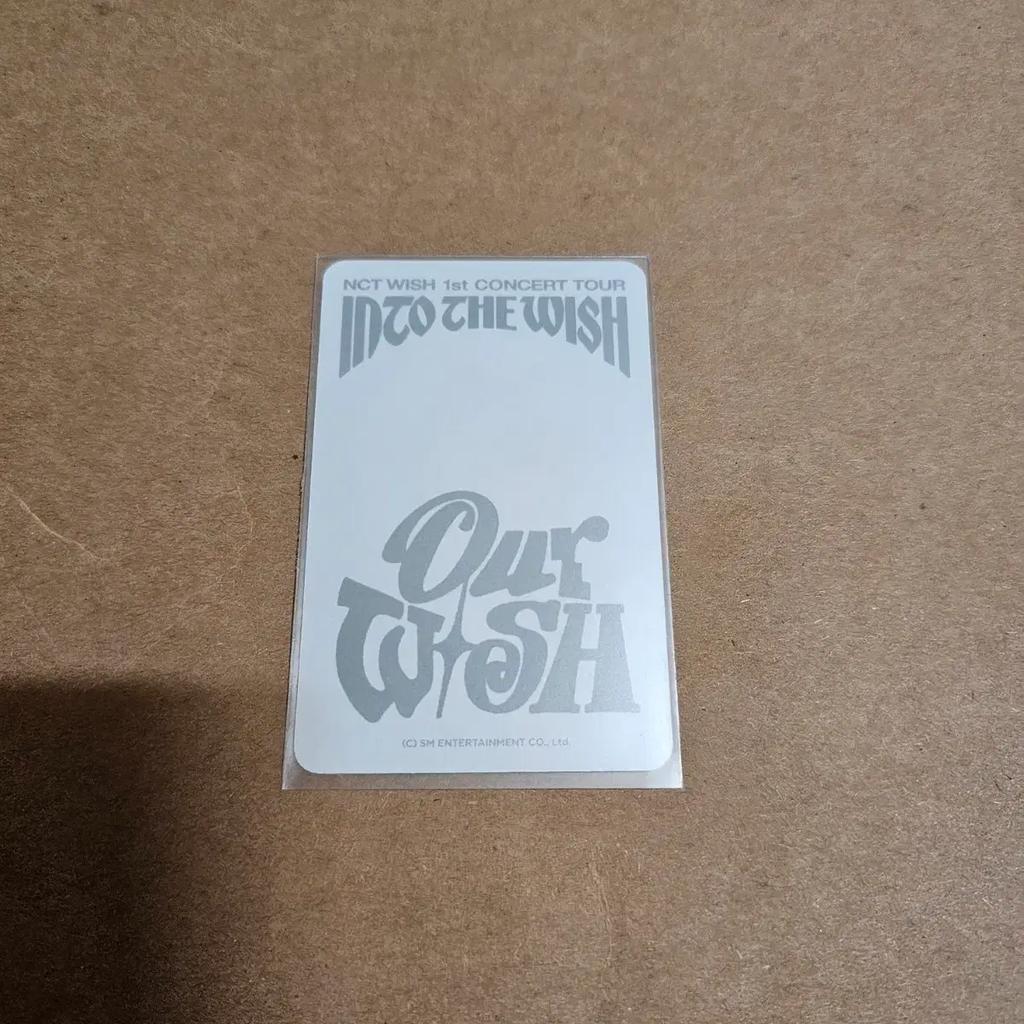 NCT WISH 1st CONCERT TOUR
INTO THE WISH
Our
WISH
(C) SM ENTERTAINMENT CO., Ltd.